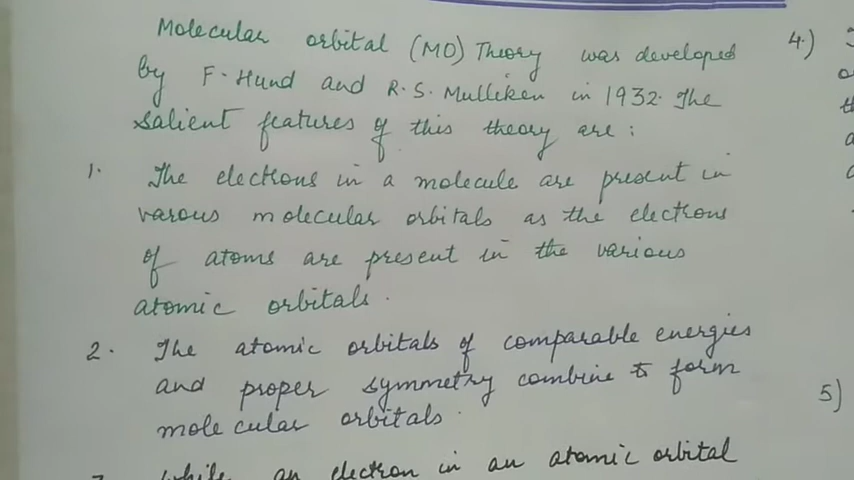 Molecular orbital (MO) Theory was developed
by F. Hund and R.S. Mulliken in 1932. The
salient features of this theory are :
1. The electrons in a molecule are present in
varous molecular orbitals as the electrons
of atoms are present in the various
atomic orbitals.
2. The atomic orbitals of comparable energies
and proper symmetry combine to form
molecular orbitals.
While an electron in an atomic orbital
4.)
5)